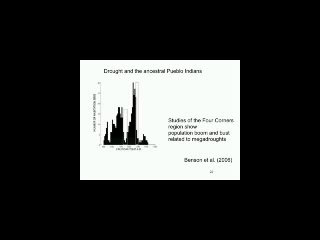 Drought and the ancestral Pueblo Indians
Studies of the Four Corners
region show
population boom and bust
related to megadroughts
Benson et al. (2008)